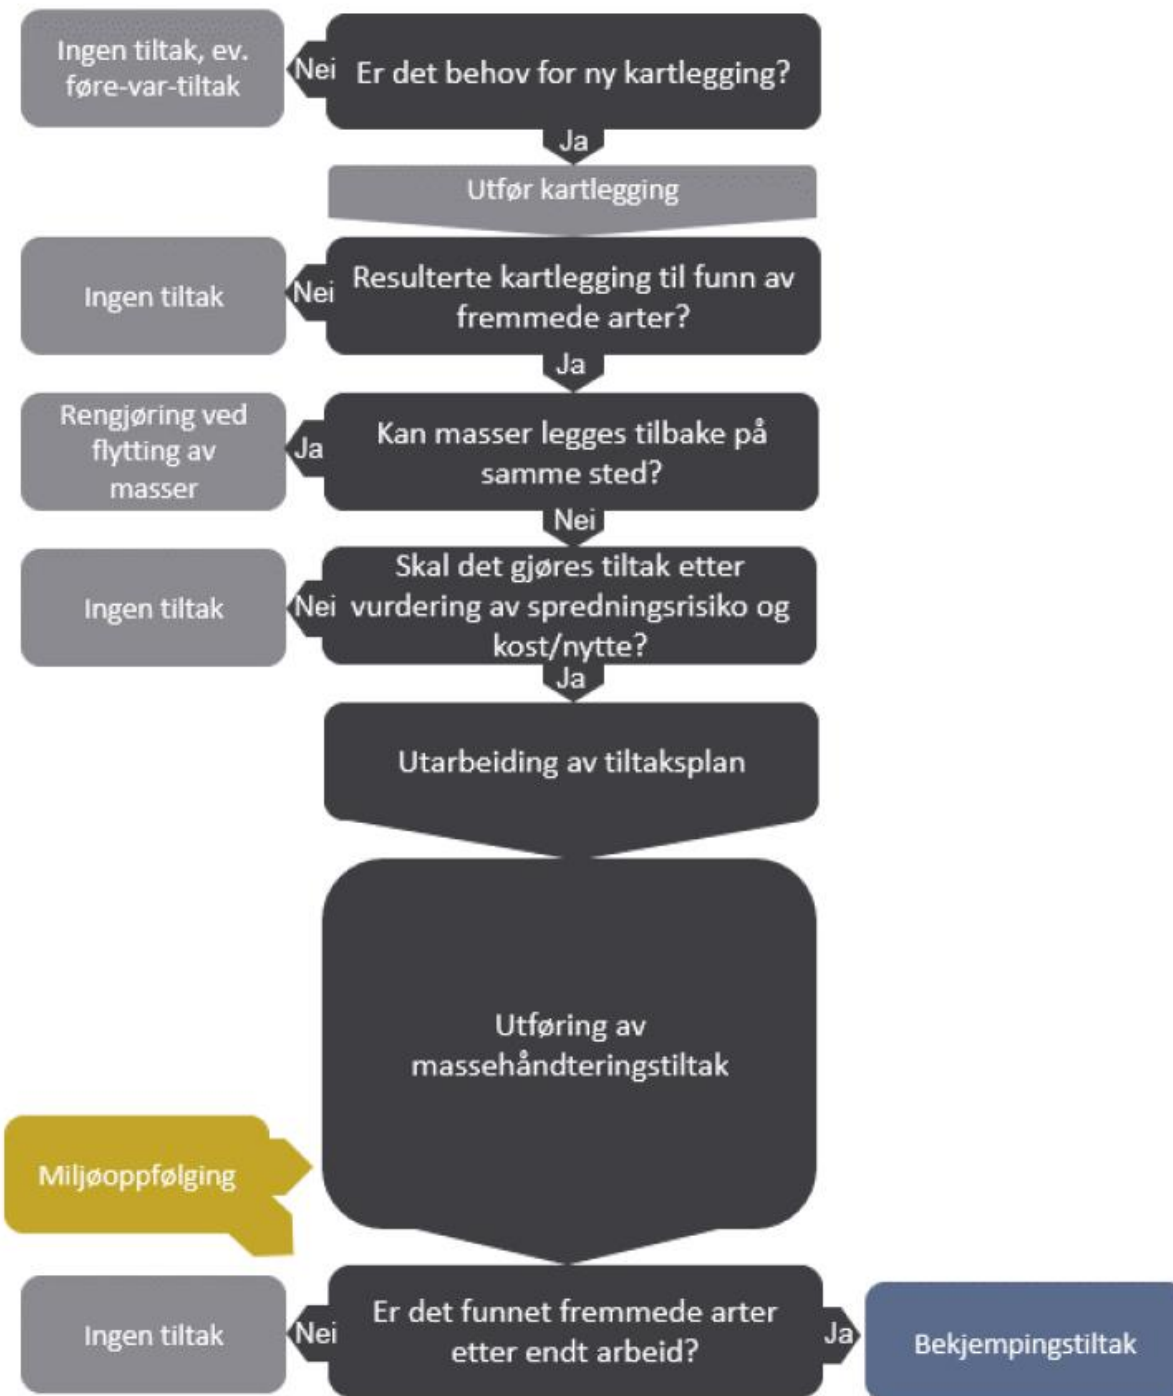 Ingen tiltak, ev.
føre-var-tiltak
Nei
Er det behov for ny kartlegging?
Ja
Utfør kartlegging
Ingen tiltak
Nei
Resulterte kartlegging til funn av
fremmede arter?
Ja
Rengjøring ved
flytting av
masser
Ja
Kan masser legges tilbake på
samme sted?
Nei
Ingen tiltak
Nei
Skal det gjøres tiltak etter
vurdering av spredningsrisiko og
kost/nytte?
Ja
Utarbeiding av tiltaksplan
Utføring av
massehåndteringstiltak
Miljøoppfølging
Ingen tiltak
Nei
Er det funnet fremmede arter
etter endt arbeid?
Ja
Bekjempingstiltak